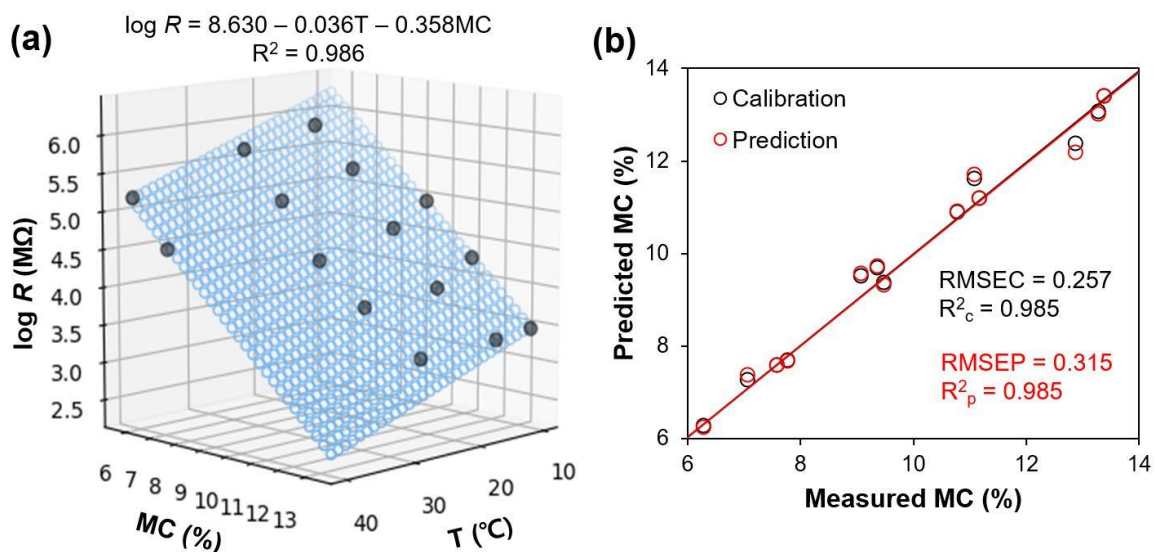 (a)
log R = 8.630 – 0.036T – 0.358MC
R² = 0.986
log R (MΩ)
6.0
5.5
5.0
4.5
4.0
3.5
3.0
2.5
6 7 8 9 10 11 12 13
MC (%)
40 30 20 10
T (℃)
(b)
Predicted MC (%)
14
12
10
8
6
Calibration
Prediction
RMSEC = 0.257
R²c = 0.985
RMSEP = 0.315
R²p = 0.985
6 8 10 12 14
Measured MC (%)